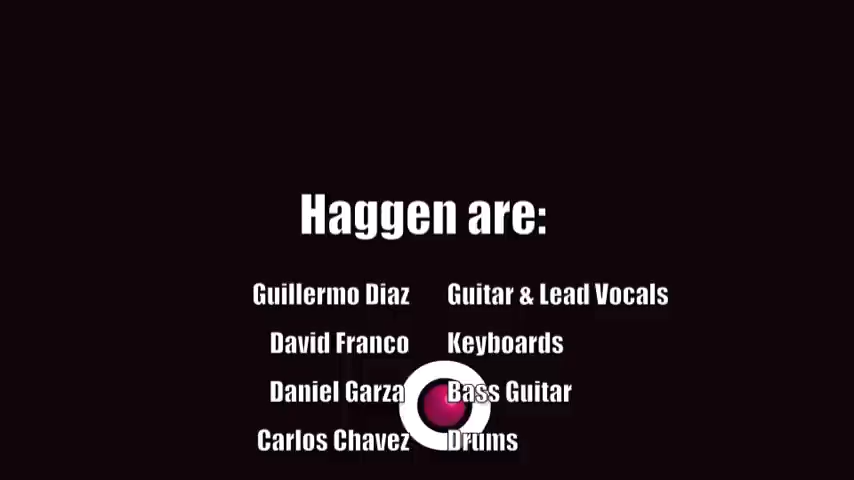 Haggen are:
Guillermo Diaz Guitar & Lead Vocals
David Franco Keyboards
Daniel Garza Bass Guitar
Carlos Chavez Drums